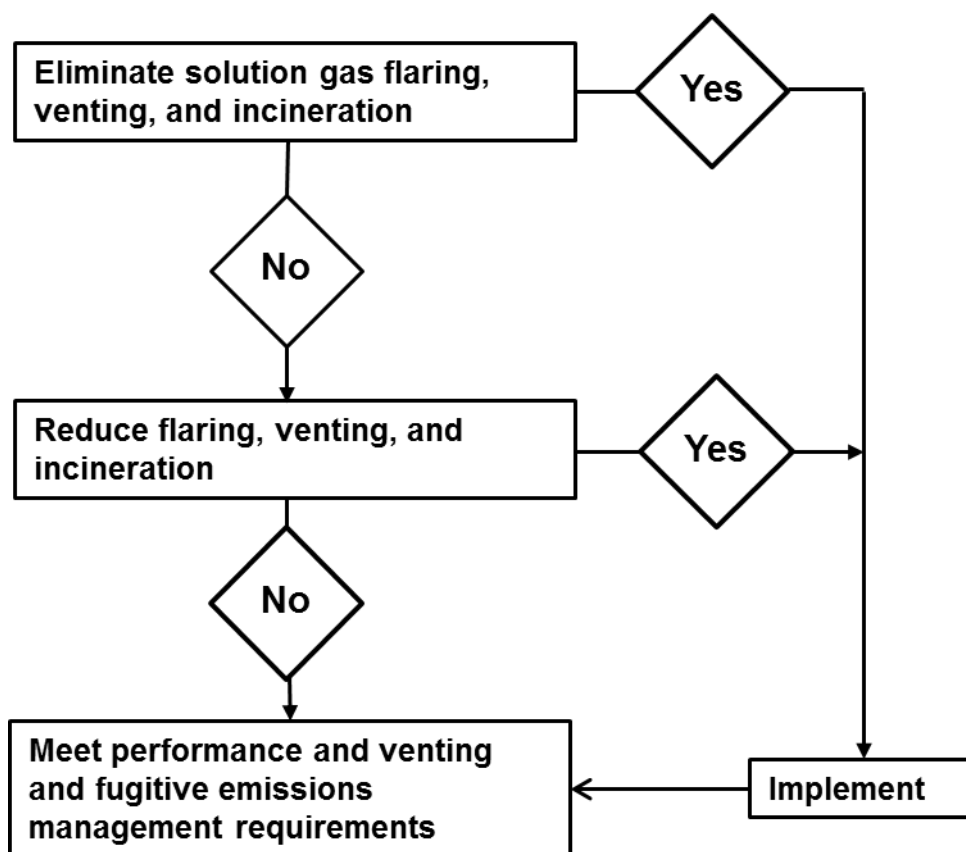 Eliminate solution gas flaring,
venting, and incineration
Yes
No
Reduce flaring, venting, and
incineration
Yes
No
Meet performance and venting
and fugitive emissions
management requirements
Implement